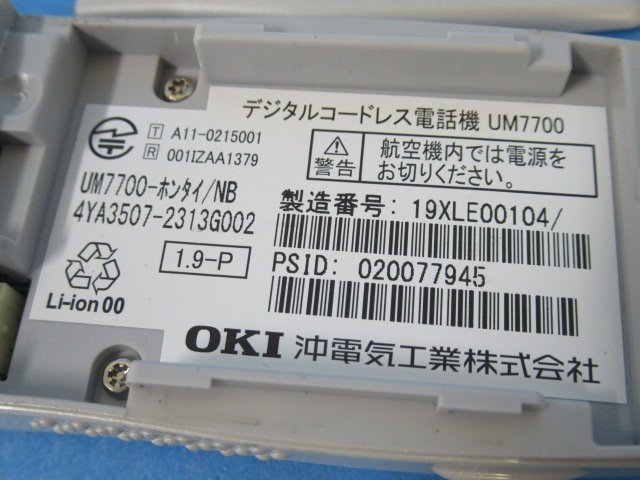 デジタルコードレス電話機 UM7700
T A11-0215001
R 001IZAA1379
警告
航空機内では電源を
お切りください。
UM7700-ホンタイ/NB
4YA3507-2313G002
製造番号: 19XLE00104/
1.9-P
PSID: 020077945
Li-ion 00
OKI 沖電気工業株式会社